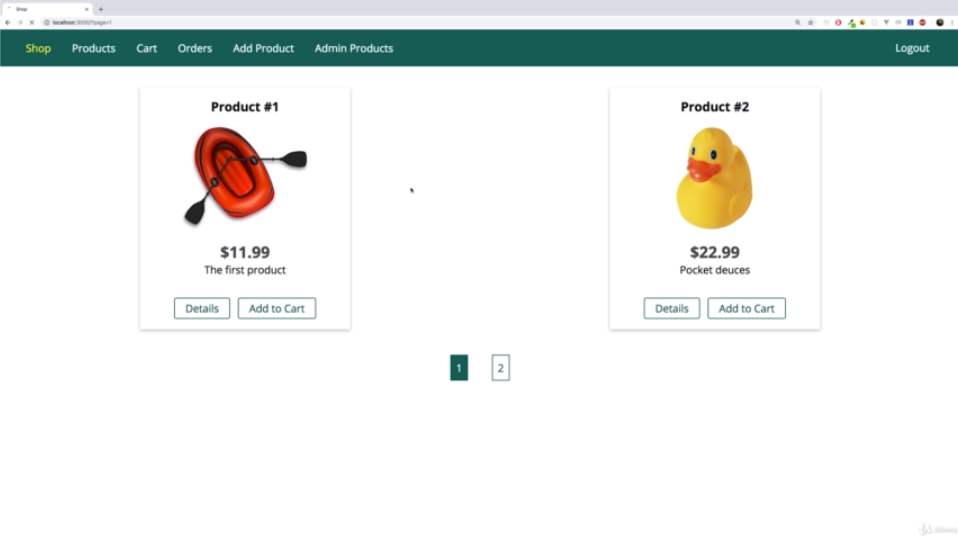 Shop
localhost:3000/?page=1
Shop Products Cart Orders Add Product Admin Products Logout
Product #1
$11.99
The first product
Details Add to Cart
Product #2
$22.99
Pocket deuces
Details Add to Cart
1 2
Udemy